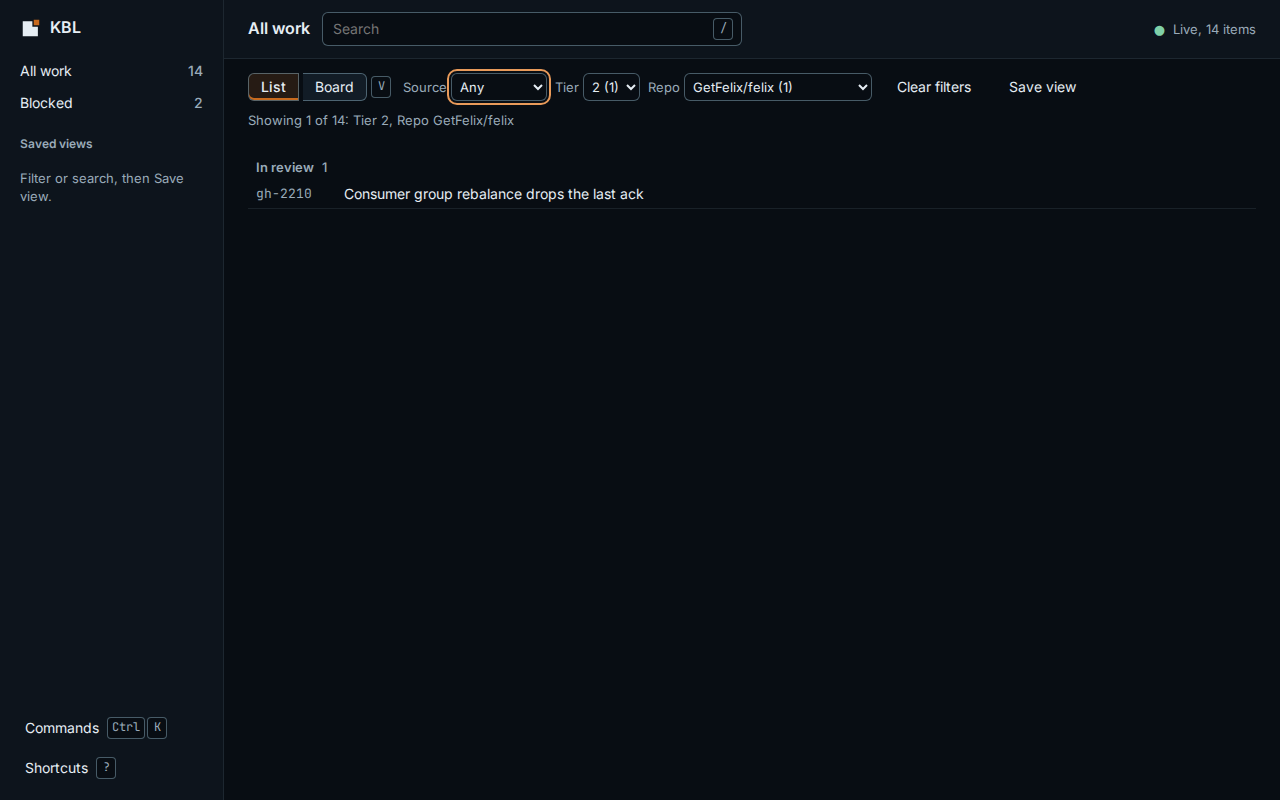 KBL
All work 14
Blocked 2
Saved views
Filter or search, then Save
view.
Commands Ctrl K
Shortcuts ?
All work Search / Live, 14 items
List Board V Source Any Tier 2 (1) Repo GetFelix/felix (1) Clear filters Save view
Showing 1 of 14: Tier 2, Repo GetFelix/felix
In review 1
gh-2210 Consumer group rebalance drops the last ack